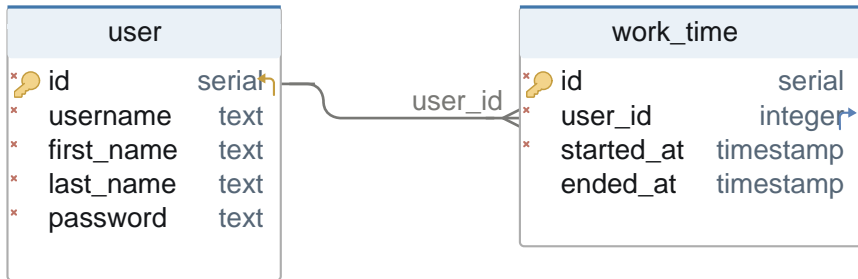 user
id serial
username text
first_name text
last_name text
password text
user_id
work_time
id serial
user_id integer
started_at timestamp
ended_at timestamp